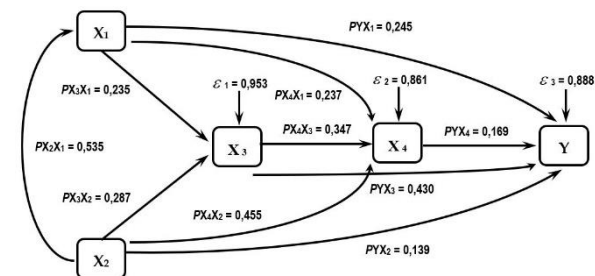 X1
PYX1 = 0,245
ε 1 = 0,953
ε 2 = 0,861
ε 3 = 0,888
PX3X1 = 0,235
PX4X1 = 0,237
PX2X1 = 0,535
X 3
PX4X3 = 0,347
X 4
PYX4 = 0,169
Y
PX3X2 = 0,287
PX4X2 = 0,455
PYX3 = 0,430
PYX2 = 0,139
X2